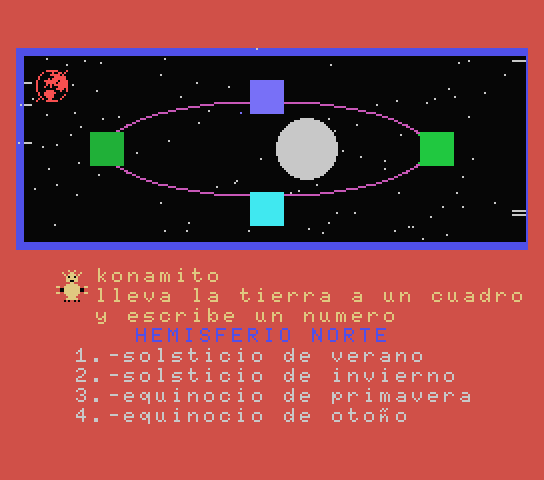 konamito
lleva la tierra a un cuadro
y escribe un numero
HEMISFERIO NORTE
1.-solsticio de verano
2.-solsticio de invierno
3.-equinocio de primavera
4.-equinocio de otoño